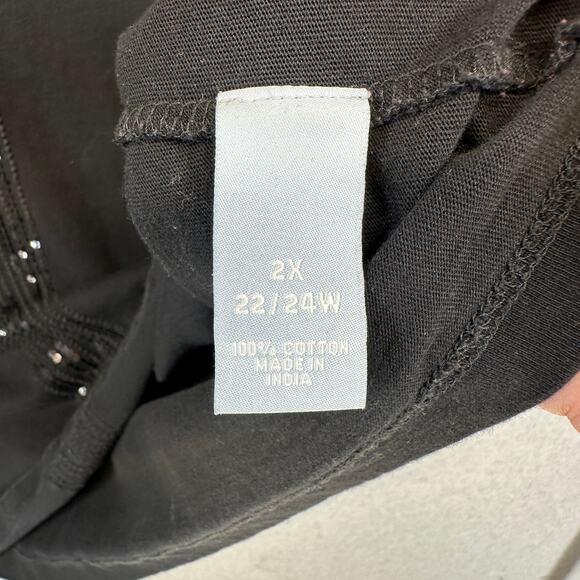 2X
22/24W
100% COTTON
MADE IN
INDIA